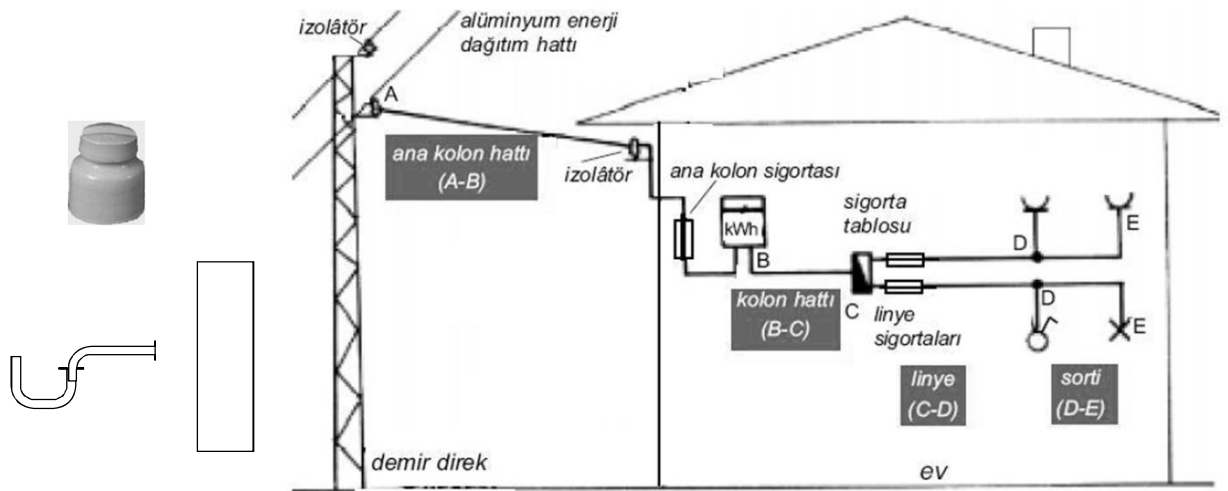 izolâtör
alüminyum enerji
dağıtım hattı
A
ana kolon hattı
(A-B)
izolâtör
ana kolon sigortası
kWh
B
kolon hattı
(B-C)
sigorta
tablosu
C
linye
sigortaları
D
E
D
E
linye
(C-D)
sorti
(D-E)
demir direk
ev